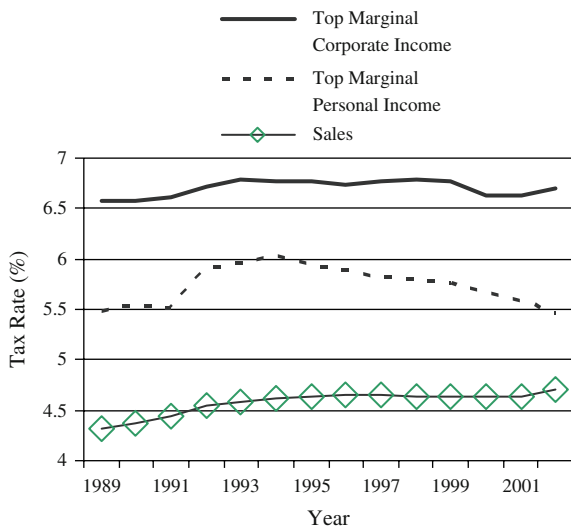 Top Marginal
Corporate Income
Top Marginal
Personal Income
Sales
7
6.5
6
5.5
5
4.5
4
Tax Rate (%)
1989 1991 1993 1995 1997 1999 2001
Year